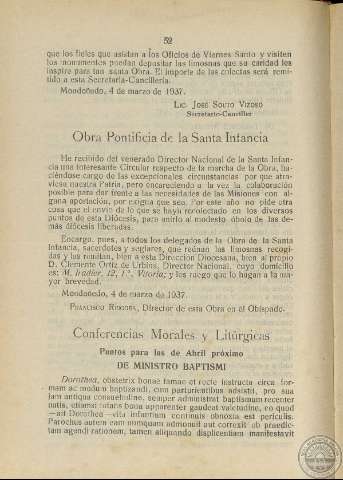 52
que los fieles que asistan a los Oficios de Viernes Santo y visiten
los monumentos puedan depositar las limosnas que su caridad les
inspire para tan santa Obra. El importe de las colectas será remi-
tido a esta Secretaría-Cancillería.
Mondoñedo, 4 de marzo de 1937.
Lic. José Souto Vizoso
Secretario-Canciller
Obra Pontificia de la Santa Infancia
He recibido del venerado Director Nacional de la Santa Infan-
cia una interesante Circular respecto de la marcha de la Obra, ha-
ciéndose cargo de las excepcionales circunstancias por que atra-
viesa nuestra Patria, pero encareciendo a la vez la colaboración
posible para dar frente a las necesidades de las Misiones con al-
guna aportación, por exigua que sea. Por este año no pide otra
cosa que el envío de lo que se haya recolectado en los diversos
puntos de esta Diócesis, para unirlo al modesto óbolo de las de-
más diócesis liberadas.
Encargo, pues, a todos los delegados de la Obra de la Santa
Infancia, sacerdotes y seglares, que reúnan las limosnas recogi-
das y las remitan, bien a esta Dirección Diocesana, bien al propio
D. Clemente Ortiz de Urbina, Director Nacional, cuyo domicilio
es: M. Iradier, 12, 1.º, Vitoria; y les ruego que lo hagan a la ma-
yor brevedad.
Mondoñedo, 4 de marzo de 1937
Francisco, Director de esta Obra en el Obispado.
Conferencias Morales y Litúrgicas
Puntos para las de Abril próximo
DE MINISTRO BAPTISMI
Dorothea, obstetrix bonae famae et recte instructa circa for-
mam ac modum baptizandi, cum parturientibus adsistit, pro sua
iam antiqua consuetudine, semper administrat baptismum recenter
natis, etiamsi totaris bona apparenter gaudeat valetudine, eo quod
—ait Dorothea—vita infantium continuis obnoxia est periculis.
Parochus autem eam nunquam admonuit aut correxit ob praedic-
tam agendi rationem, tamen aliquando displicentiam manifestavit